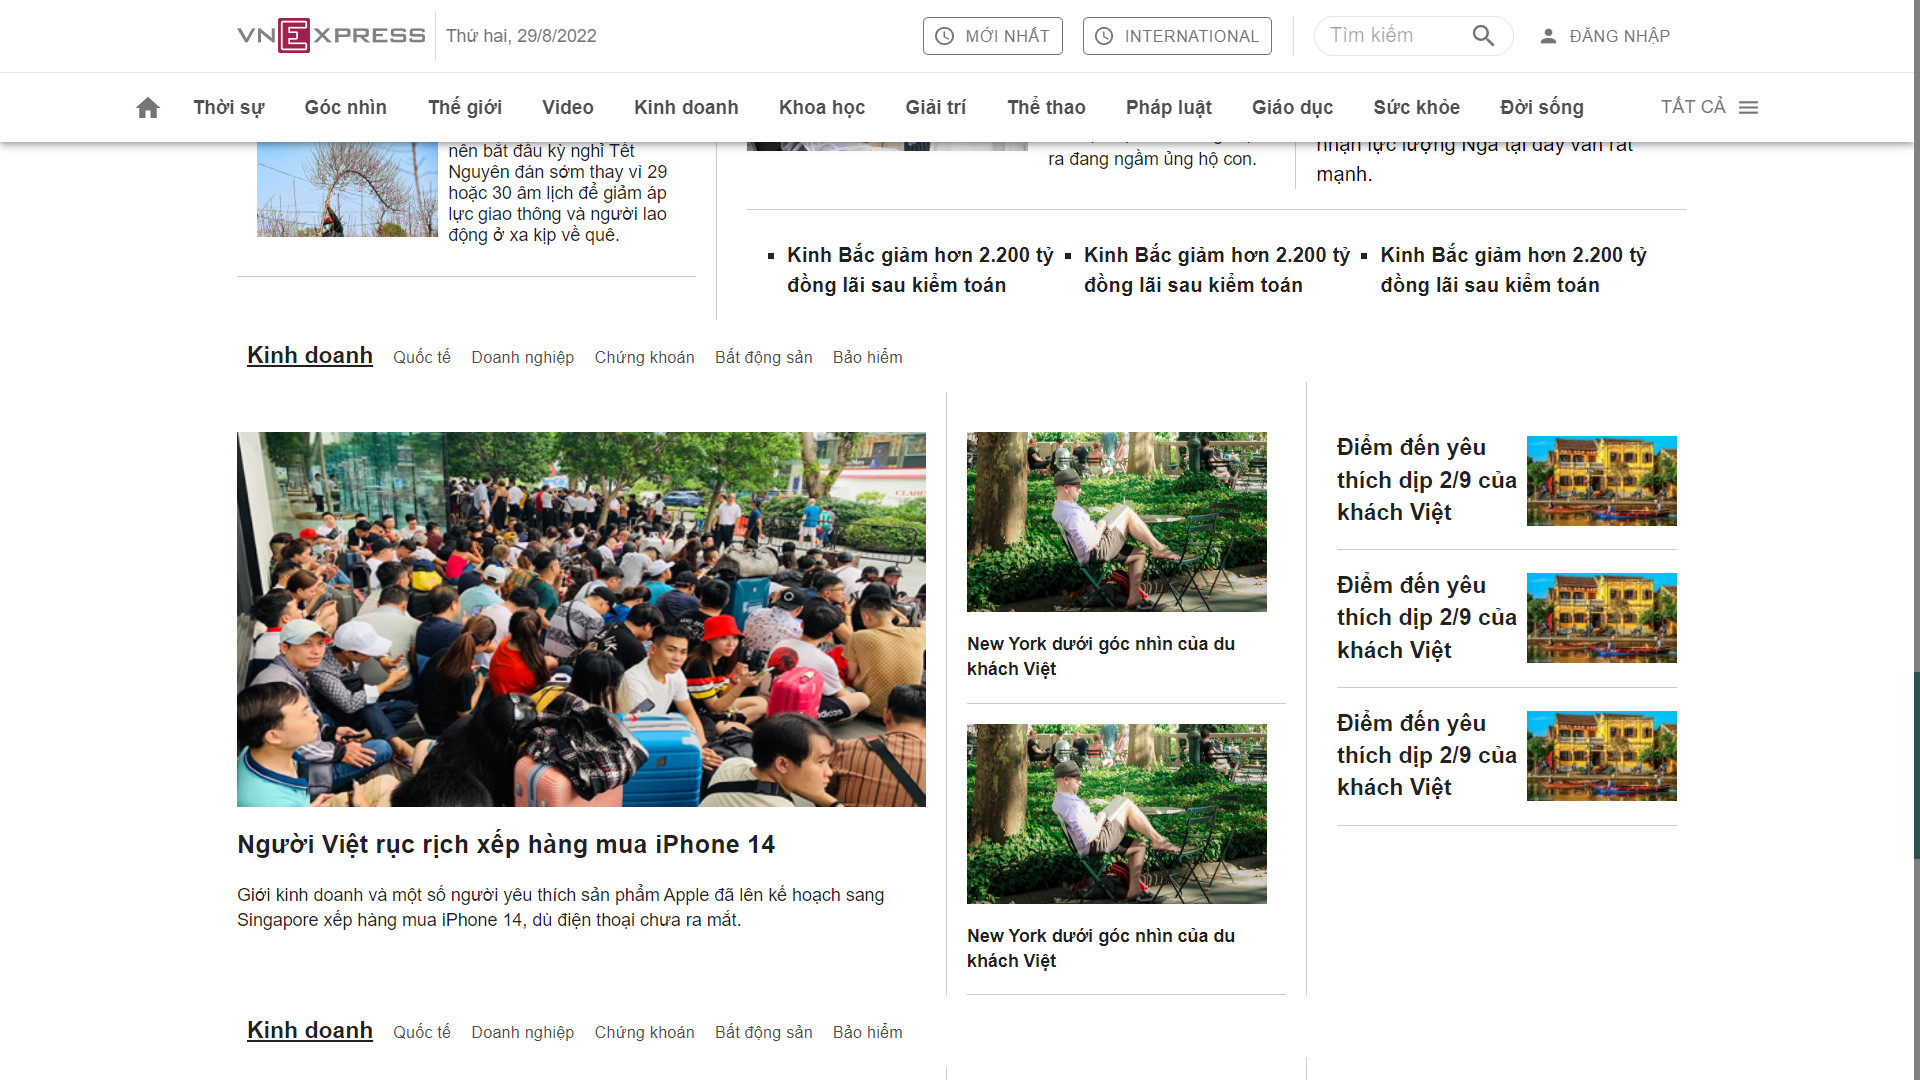 VNEXPRESS
Thứ hai, 29/8/2022
MỚI NHẤT
INTERNATIONAL
Tìm kiếm
ĐĂNG NHẬP
Thời sự
Góc nhìn
Thế giới
Video
Kinh doanh
Khoa học
Giải trí
Thể thao
Pháp luật
Giáo dục
Sức khỏe
Đời sống
TẤT CẢ
nên bắt đầu kỳ nghỉ Tết
Nguyên đán sớm thay vì 29
hoặc 30 âm lịch để giảm áp
lực giao thông và người lao
động ở xa kịp về quê.
ra đang ngầm ủng hộ con.
nhận lực lượng Nga tại đây vẫn rất
mạnh.
Kinh Bắc giảm hơn 2.200 tỷ
đồng lãi sau kiểm toán
Kinh Bắc giảm hơn 2.200 tỷ
đồng lãi sau kiểm toán
Kinh Bắc giảm hơn 2.200 tỷ
đồng lãi sau kiểm toán
Kinh doanh Quốc tế Doanh nghiệp Chứng khoán Bất động sản Bảo hiểm
Người Việt rục rịch xếp hàng mua iPhone 14
Giới kinh doanh và một số người yêu thích sản phẩm Apple đã lên kế hoạch sang
Singapore xếp hàng mua iPhone 14, dù điện thoại chưa ra mắt.
New York dưới góc nhìn của du
khách Việt
New York dưới góc nhìn của du
khách Việt
Điểm đến yêu
thích dịp 2/9 của
khách Việt
Điểm đến yêu
thích dịp 2/9 của
khách Việt
Điểm đến yêu
thích dịp 2/9 của
khách Việt
Kinh doanh Quốc tế Doanh nghiệp Chứng khoán Bất động sản Bảo hiểm